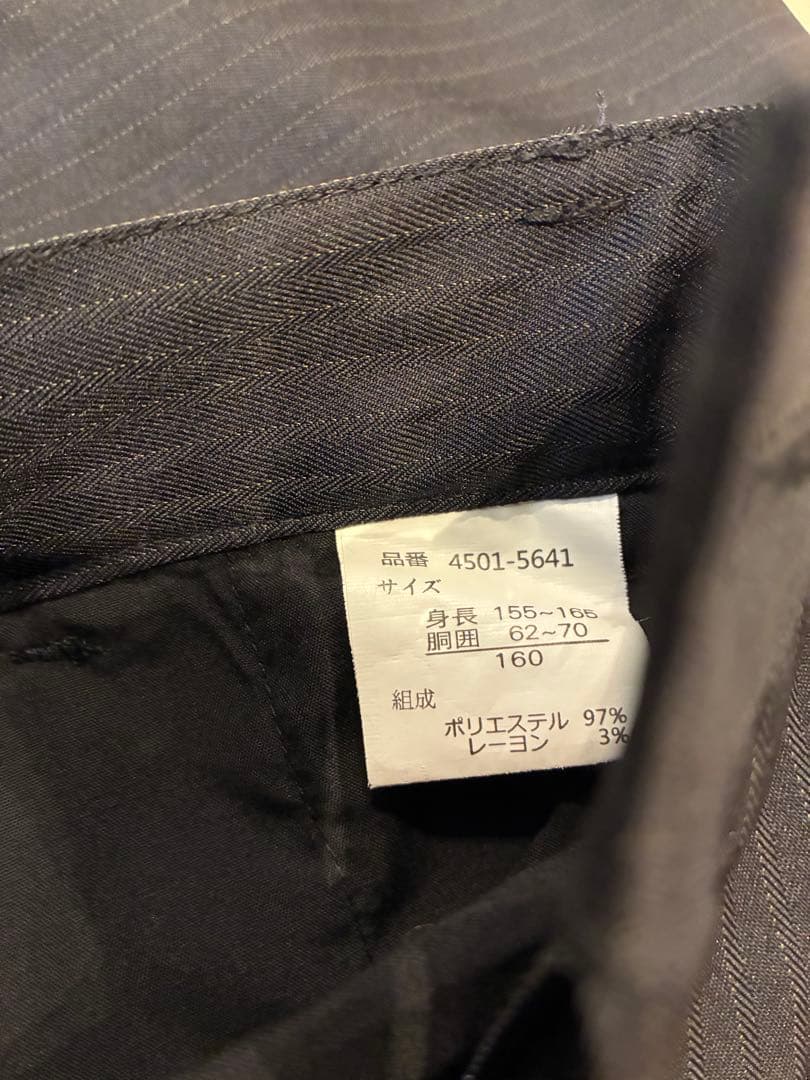 品番 4501-5641
サイズ
身長 155~165
胴囲 62~70
160
組成
ポリエステル 97%
レーヨン 3%